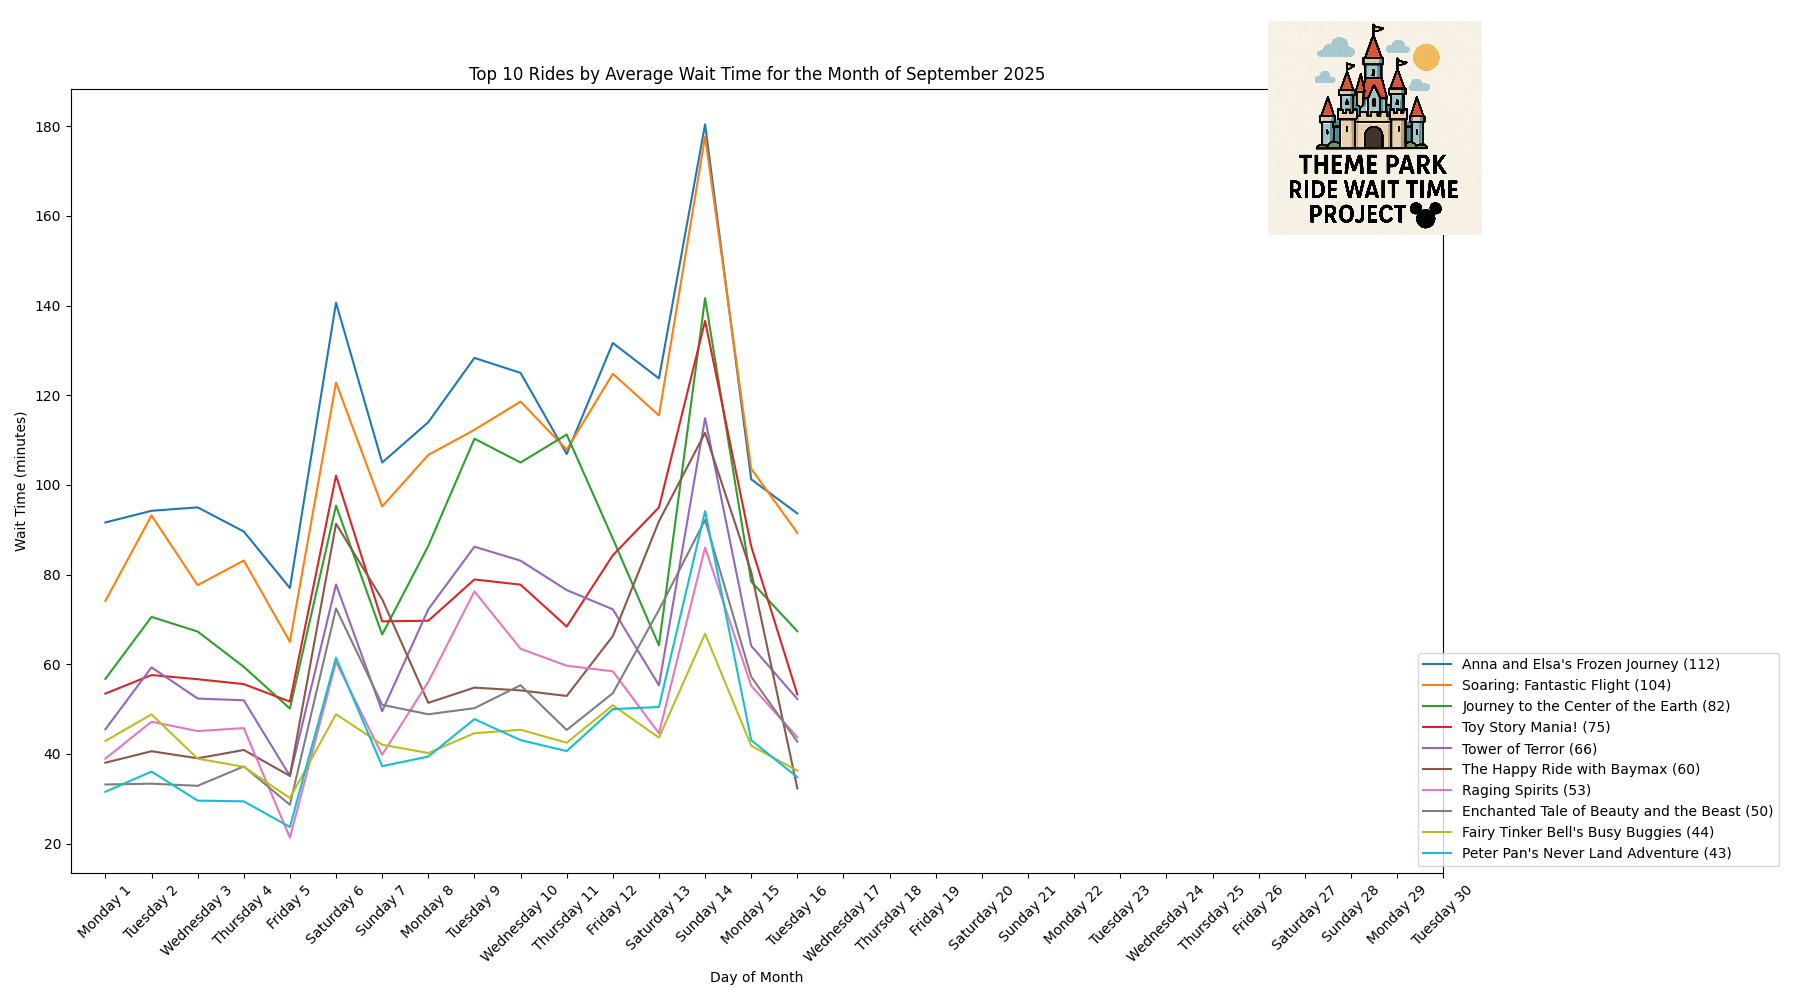 Top 10 Rides by Average Wait Time for the Month of September 2025
THEME PARK
RIDE WAIT TIME
PROJECT
180
160
140
120
100
80
60
40
20
Wait Time (minutes)
Anna and Elsa's Frozen Journey (112)
Soaring: Fantastic Flight (104)
Journey to the Center of the Earth (82)
Toy Story Mania! (75)
Tower of Terror (66)
The Happy Ride with Baymax (60)
Raging Spirits (53)
Enchanted Tale of Beauty and the Beast (50)
Fairy Tinker Bell's Busy Buggies (44)
Peter Pan's Never Land Adventure (43)
Monday 1
Tuesday 2
Wednesday 3
Thursday 4
Friday 5
Saturday 6
Sunday 7
Monday 8
Tuesday 9
Wednesday 10
Thursday 11
Friday 12
Saturday 13
Sunday 14
Monday 15
Tuesday 16
Wednesday 17
Thursday 18
Friday 19
Saturday 20
Sunday 21
Monday 22
Tuesday 23
Wednesday 24
Thursday 25
Friday 26
Saturday 27
Sunday 28
Monday 29
Tuesday 30
Day of Month